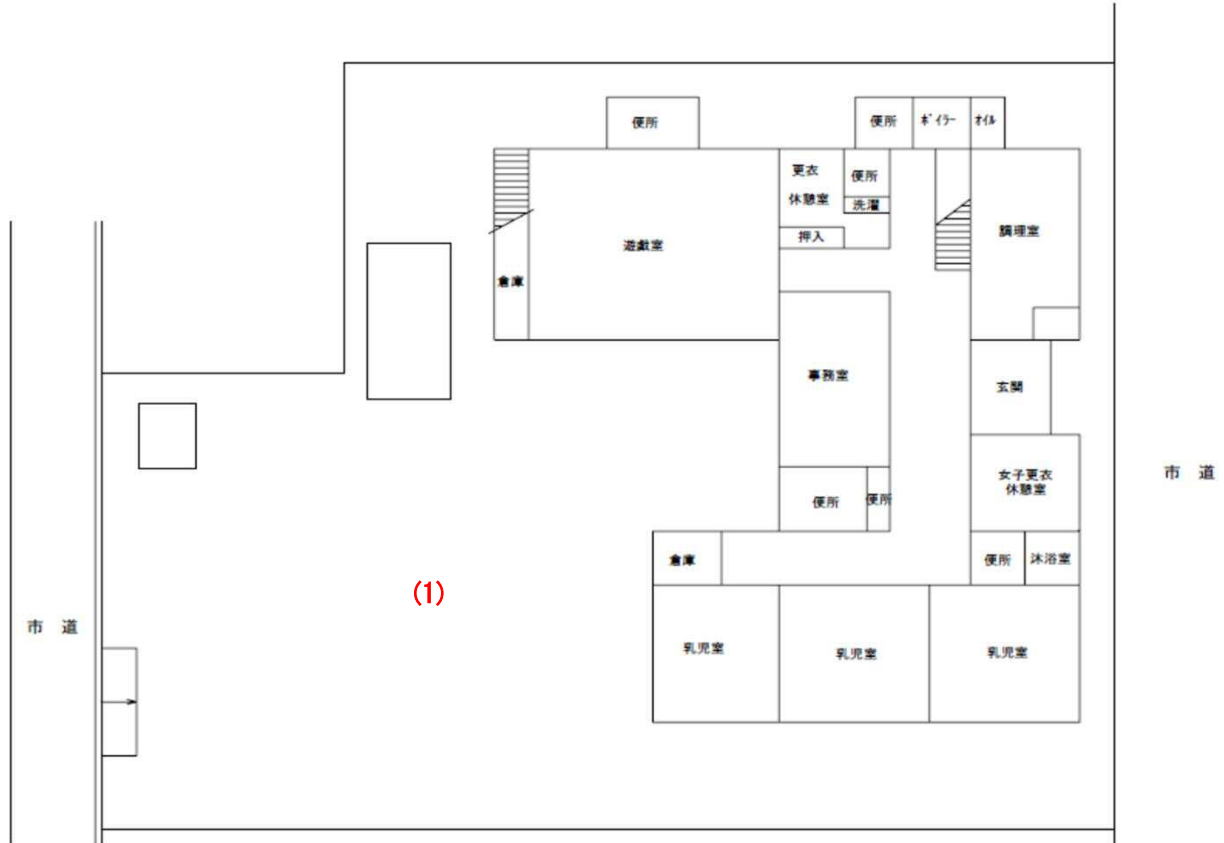 便所
便所
ボイラー
オイル
更衣
休憩室
便所
洗濯
押入
遊戯室
倉庫
調理室
事務室
玄関
女子更衣
休憩室
市 道
便所
便所
倉庫
便所
沐浴室
(1)
市 道
乳児室
乳児室
乳児室